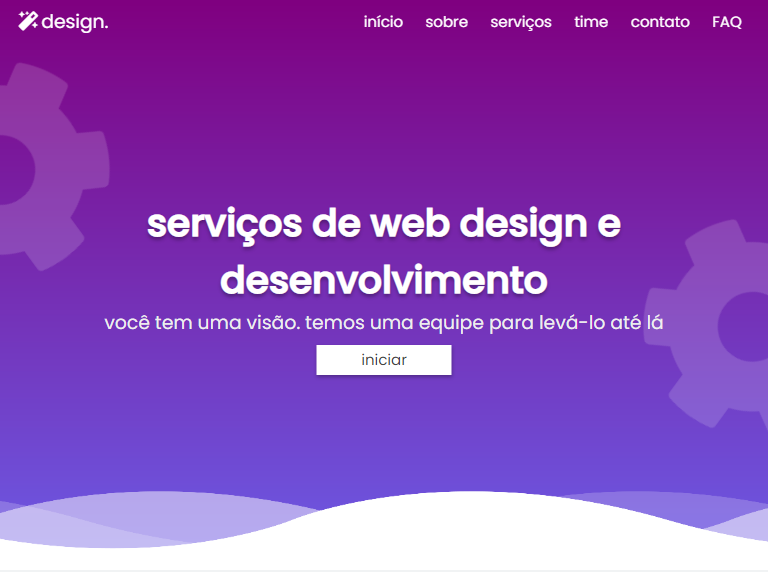 design.
início sobre serviços time contato FAQ
serviços de web design e
desenvolvimento
você tem uma visão. temos uma equipe para levá-lo até lá
iniciar